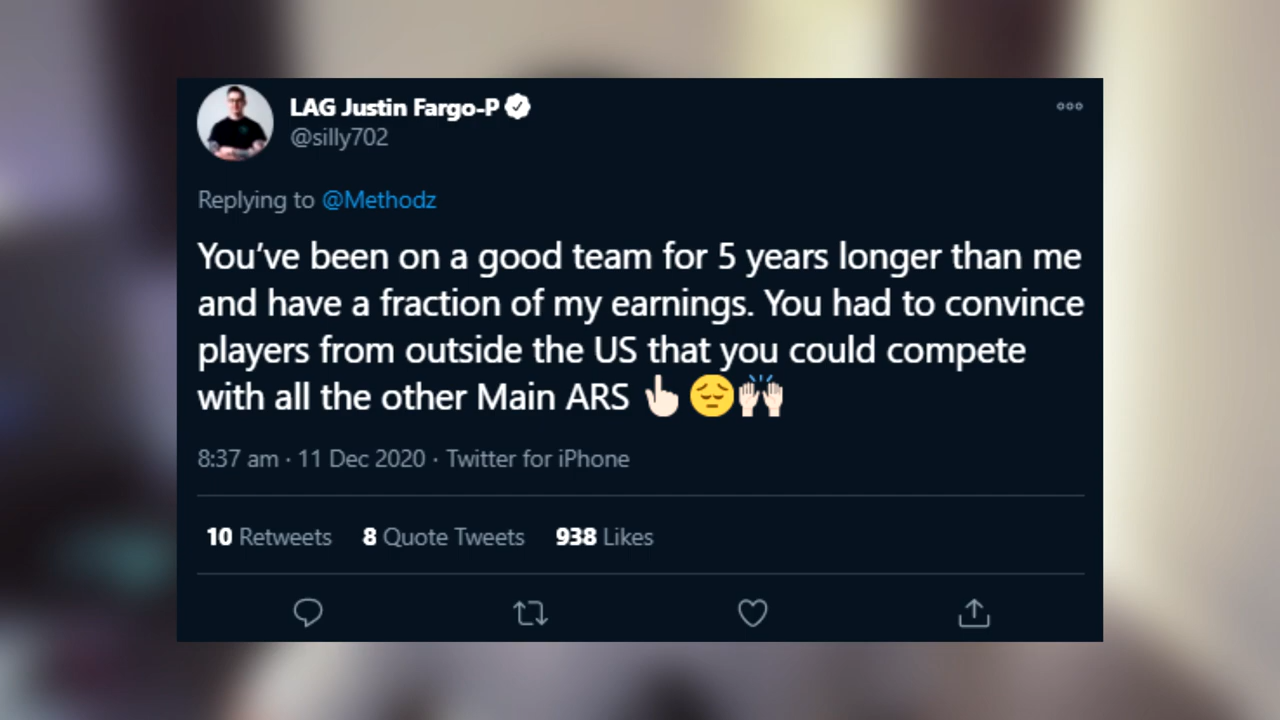 LAG Justin Fargo-P
@silly702
Replying to @Methodz
You’ve been on a good team for 5 years longer than me
and have a fraction of my earnings. You had to convince
players from outside the US that you could compete
with all the other Main ARS 👆🏻😔🙌🏻
8:37 am · 11 Dec 2020 · Twitter for iPhone
10 Retweets 8 Quote Tweets 938 Likes